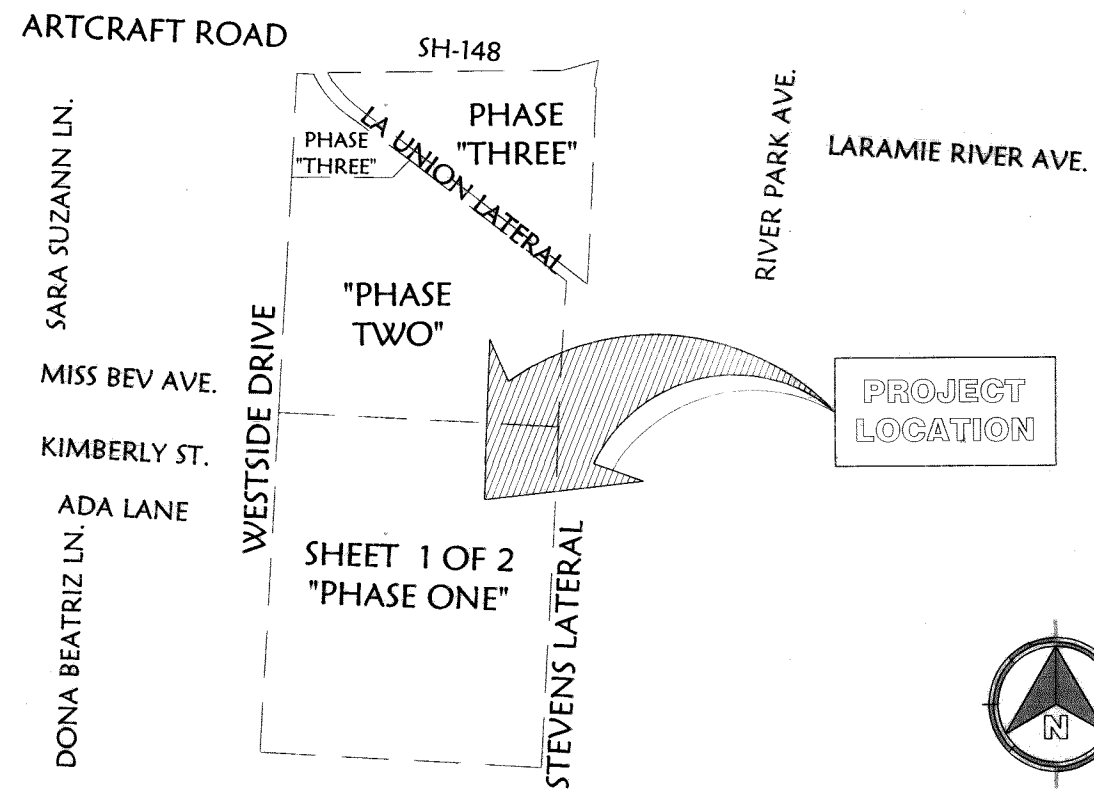 ARTCRAFT ROAD
SH-148
SARA SUZANN LN.
PHASE
"THREE"
LA UNION LATERAL
PHASE
"THREE"
RIVER PARK AVE.
LARAMIE RIVER AVE.
"PHASE
TWO"
WESTSIDE DRIVE
MISS BEV AVE.
KIMBERLY ST.
ADA LANE
DONA BEATRIZ LN.
PROJECT
LOCATION
SHEET 1 OF 2
"PHASE ONE"
STEVENS LATERAL
N